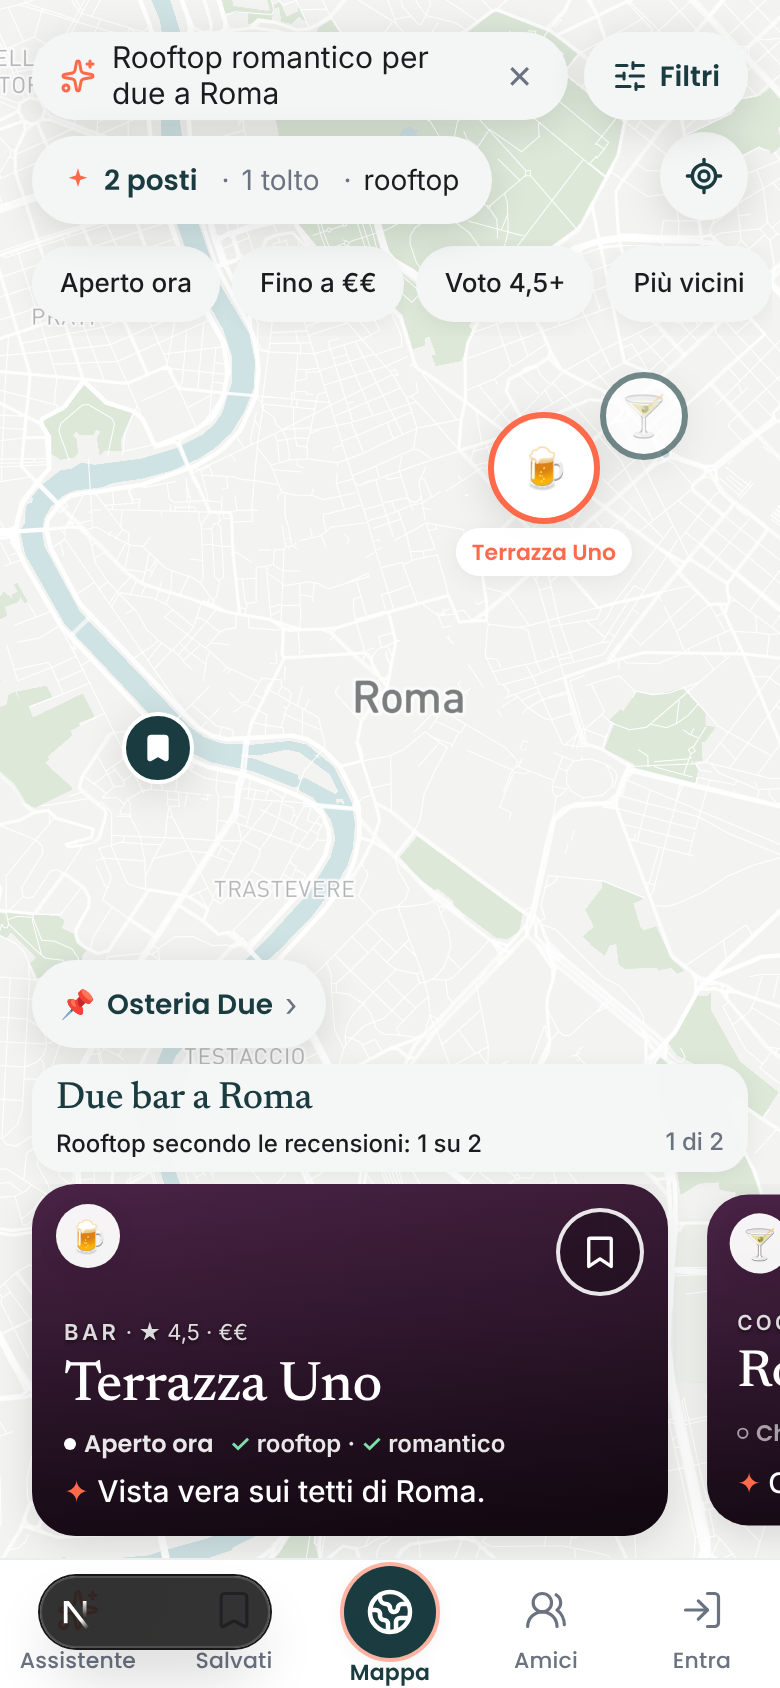 Rooftop romantico per
due a Roma
Filtri
2 posti · 1 tolto · rooftop
Aperto ora
Fino a €€
Voto 4,5+
Più vicini
Terrazza Uno
Roma
TRASTEVERE
📌 Osteria Due ›
TESTACCIO
Due bar a Roma
Rooftop secondo le recensioni: 1 su 2
1 di 2
BAR · ★ 4,5 · €€
Terrazza Uno
Aperto ora ✓ rooftop · ✓ romantico
Vista vera sui tetti di Roma.
N
Assistente
Salvati
Mappa
Amici
Entra